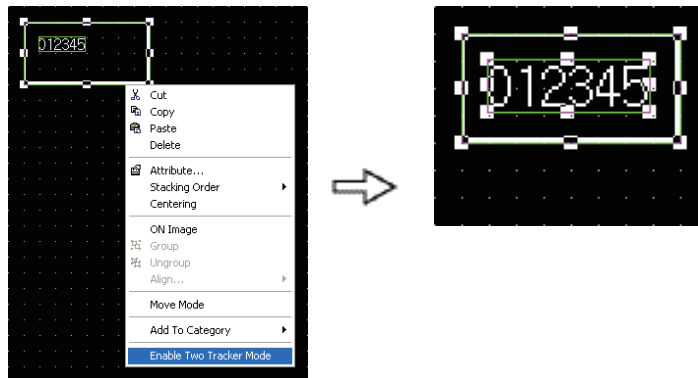 012345
Cut
Copy
Paste
Delete
Attribute...
Stacking Order
Centering
ON Image
Group
Ungroup
Align...
Move Mode
Add To Category
Enable Two Tracker Mode
012345